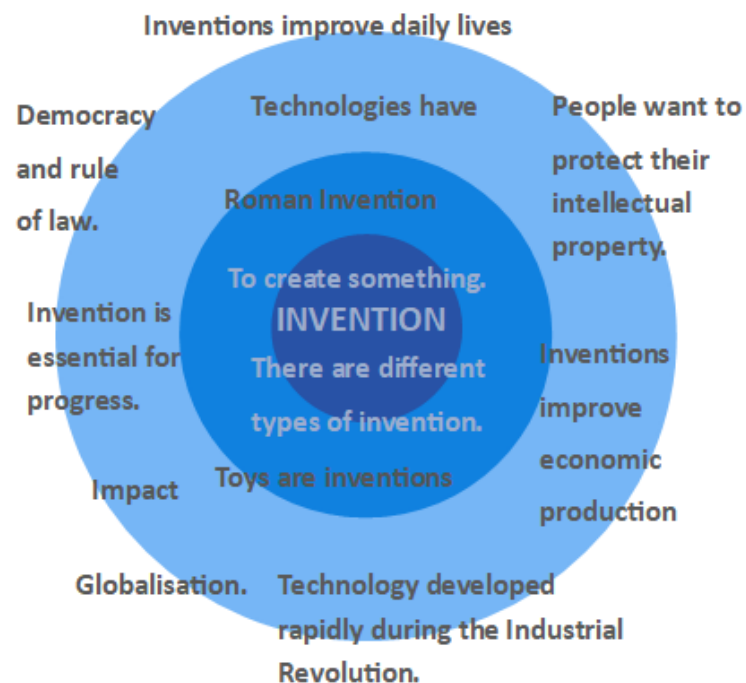 Inventions improve daily lives
Democracy
and rule
of law.
Technologies have
People want to
protect their
intellectual
property.
Roman Invention
To create something.
INVENTION
There are different
types of invention.
Invention is
essential for
progress.
Inventions
improve
economic
production
Impact
Toys are inventions
Globalisation.
Technology developed
rapidly during the Industrial
Revolution.